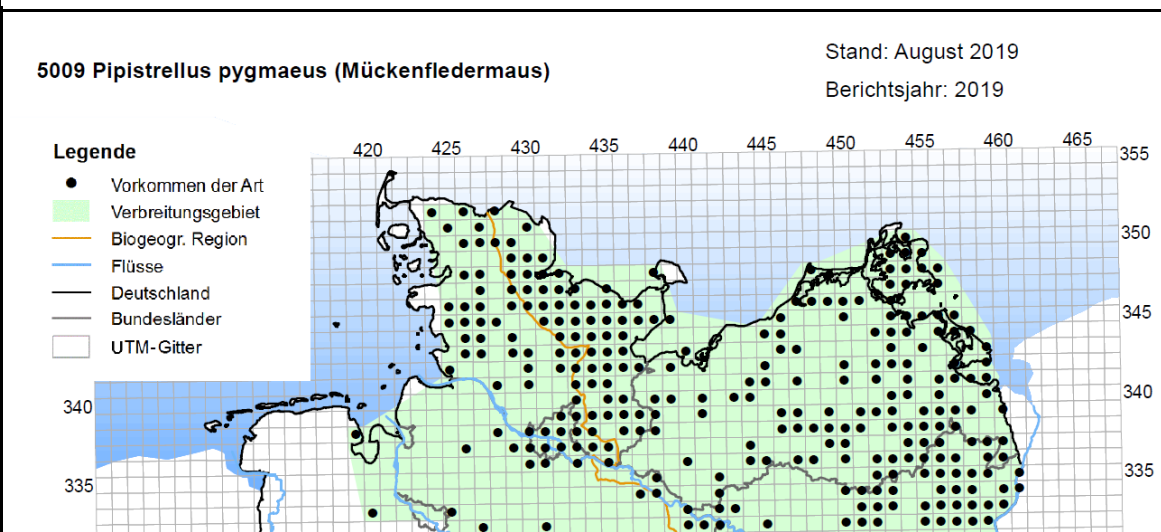 Stand: August 2019
5009 Pipistrellus pygmaeus (Mückenfledermaus)
Berichtsjahr: 2019
Legende
Vorkommen der Art
Verbreitungsgebiet
Biogeogr. Region
Flüsse
Deutschland
Bundesländer
UTM-Gitter
420 425 430 435 440 445 450 455 460 465
355
350
345
340
335
340
335